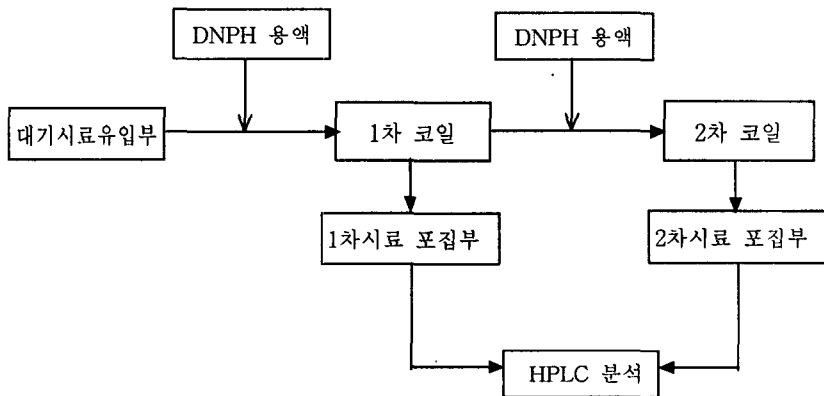 DNPH 용액
DNPH 용액
대기시료유입부
1차 코일
2차 코일
1차시료 포집부
2차시료 포집부
HPLC 분석